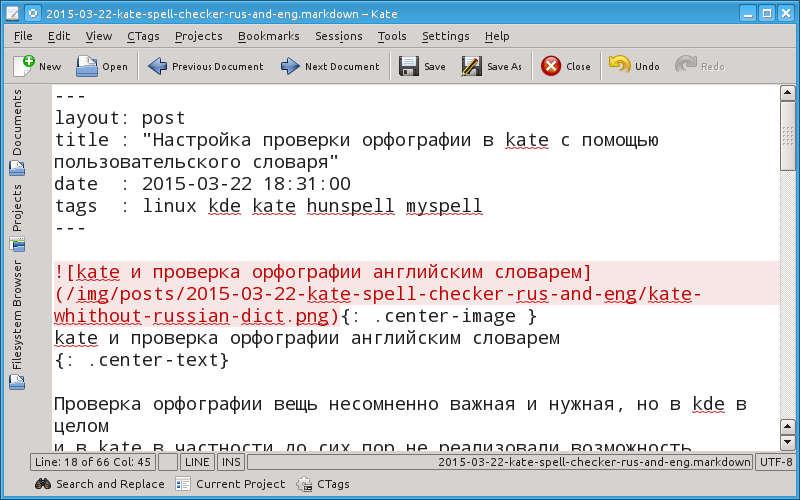 2015-03-22-kate-spell-checker-rus-and-eng.markdown – Kate
File Edit View CTags Projects Bookmarks Sessions Tools Settings Help
New Open Previous Document Next Document Save Save As Close Undo Redo
Documents
Projects
Filesystem Browser
---
layout: post
title : "Настройка проверки орфографии в kate с помощью
пользовательского словаря"
date  : 2015-03-22 18:31:00
tags  : linux kde kate hunspell myspell
---
![kate и проверка орфографии английским словарем]
(/img/posts/2015-03-22-kate-spell-checker-rus-and-eng/kate-
whithout-russian-dict.png){: .center-image }
kate и проверка орфографии английским словарем
{: .center-text}
Проверка орфографии вещь несомненно важная и нужная, но в kde в
целом
и в kate в частности до сих пор не реализовали возможность
Line: 18 of 66 Col: 45 LINE INS 2015-03-22-kate-spell-checker-rus-and-eng.markdown UTF-8
Search and Replace Current Project CTags